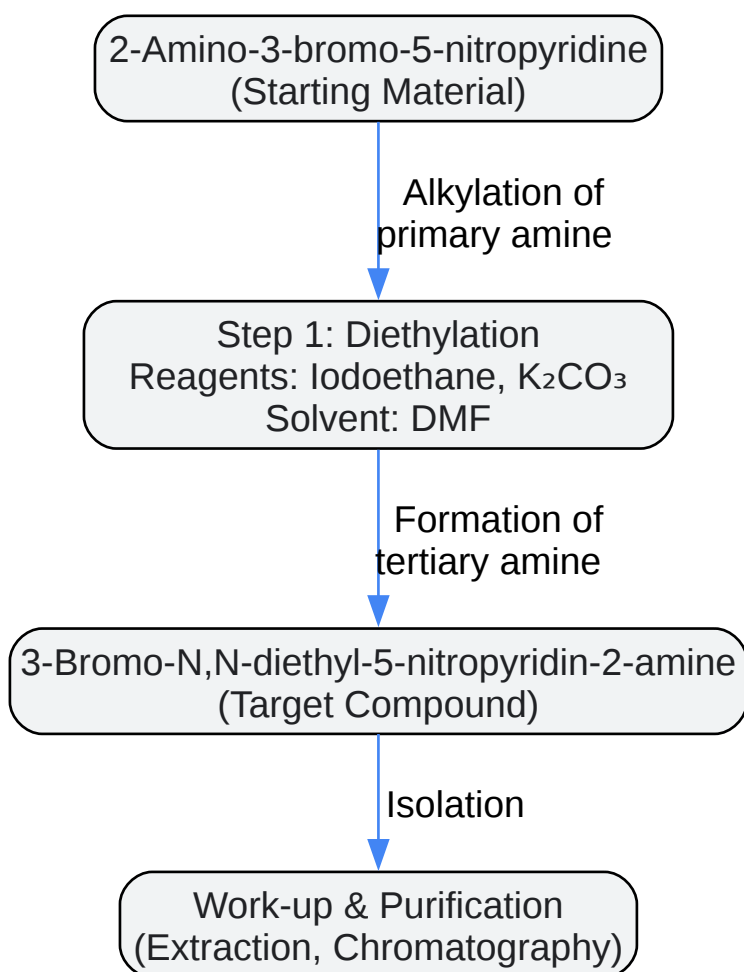 2-Amino-3-bromo-5-nitropyridine
(Starting Material)
Alkylation of
primary amine
Step 1: Diethylation
Reagents: Iodoethane, K₂CO₃
Solvent: DMF
Formation of
tertiary amine
3-Bromo-N,N-diethyl-5-nitropyridin-2-amine
(Target Compound)
Isolation
Work-up & Purification
(Extraction, Chromatography)